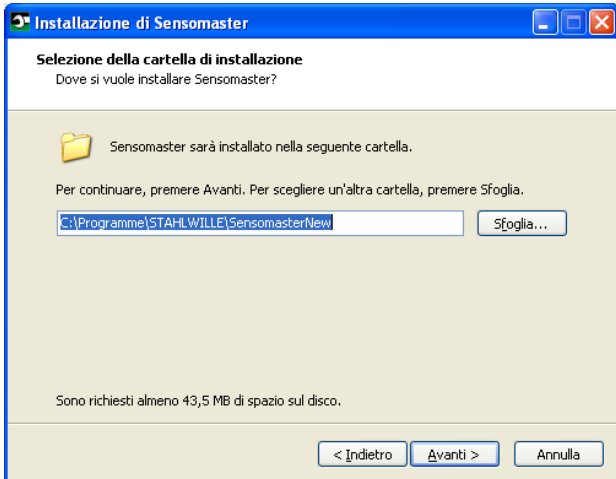 Installazione di Sensomaster
Selezione della cartella di installazione
Dove si vuole installare Sensomaster?
Sensomaster sarà installato nella seguente cartella.
Per continuare, premere Avanti. Per scegliere un'altra cartella, premere Sfoglia.
C:\Programme\STAHLWILLE\SensomasterNew
Sfoglia...
Sono richiesti almeno 43,5 MB di spazio sul disco.
< Indietro
Avanti >
Annulla